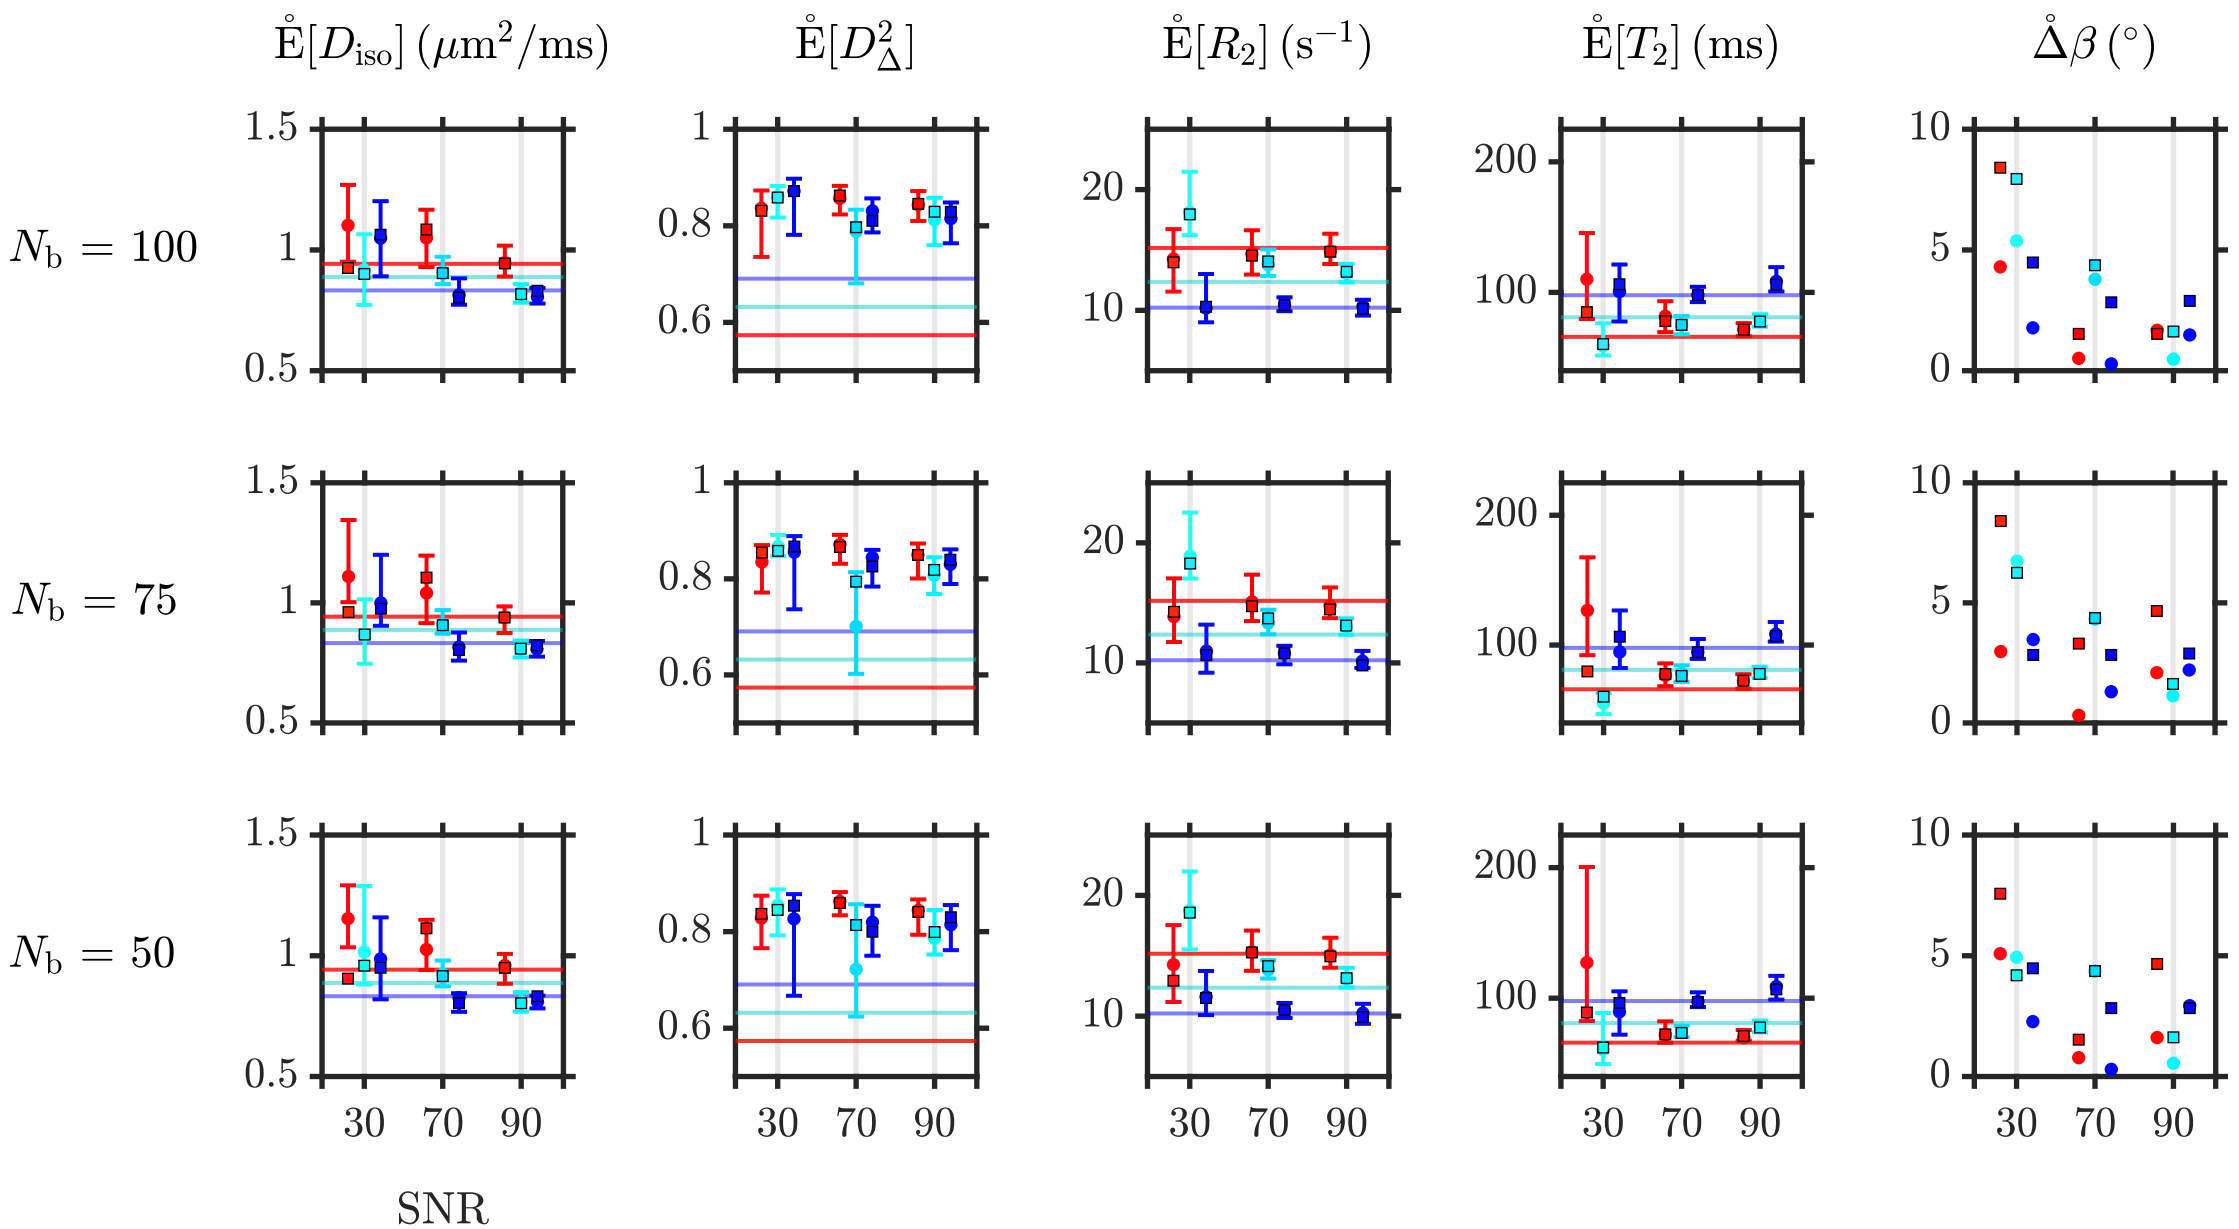 E̊[D_iso] (μm²/ms) E̊[D²_Δ] E̊[R₂] (s⁻¹) E̊[T₂] (ms) Δ̊β (°)
1.5 1 200 10
N_b = 100 1 0.8 20 100 5
0.5 0.6 10 0
1.5 1 200 10
N_b = 75 1 0.8 20 100 5
0.5 0.6 10 0
1.5 1 200 10
N_b = 50 1 0.8 20 100 5
0.5 0.6 10 0
30 70 90 30 70 90 30 70 90 30 70 90 30 70 90
SNR